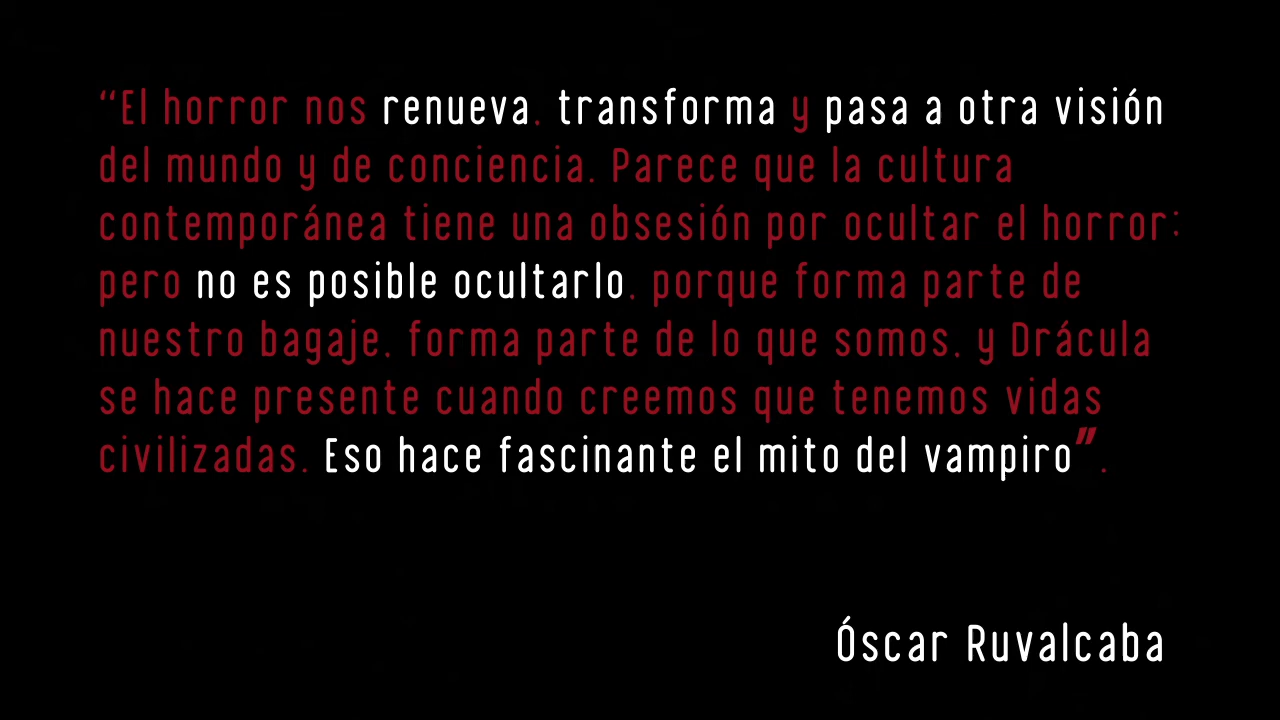 “El horror nos renueva, transforma y pasa a otra visión
del mundo y de conciencia. Parece que la cultura
contemporánea tiene una obsesión por ocultar el horror;
pero no es posible ocultarlo, porque forma parte de
nuestro bagaje, forma parte de lo que somos, y Drácula
se hace presente cuando creemos que tenemos vidas
civilizadas. Eso hace fascinante el mito del vampiro”.
Óscar Ruvalcaba